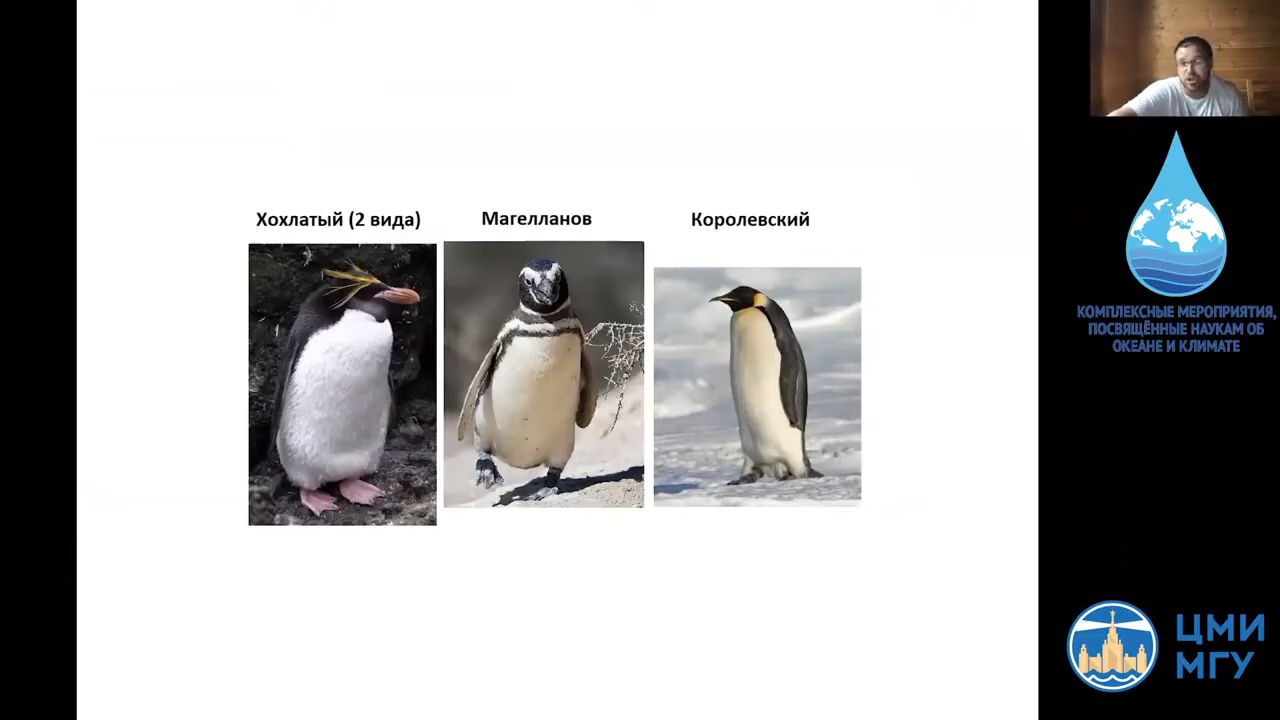 Хохлатый (2 вида)
Магелланов
Королевский
КОМПЛЕКСНЫЕ МЕРОПРИЯТИЯ,
ПОСВЯЩЁННЫЕ НАУКАМ ОБ
ОКЕАНЕ И КЛИМАТЕ
ЦМИ
МГУ